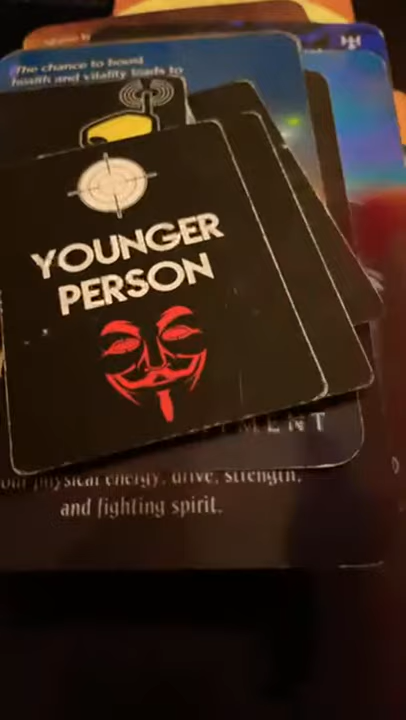 The chance to boost
health and vitality leads to
YOUNGER
PERSON
MENT
physical energy, drive, strength,
and fighting spirit.